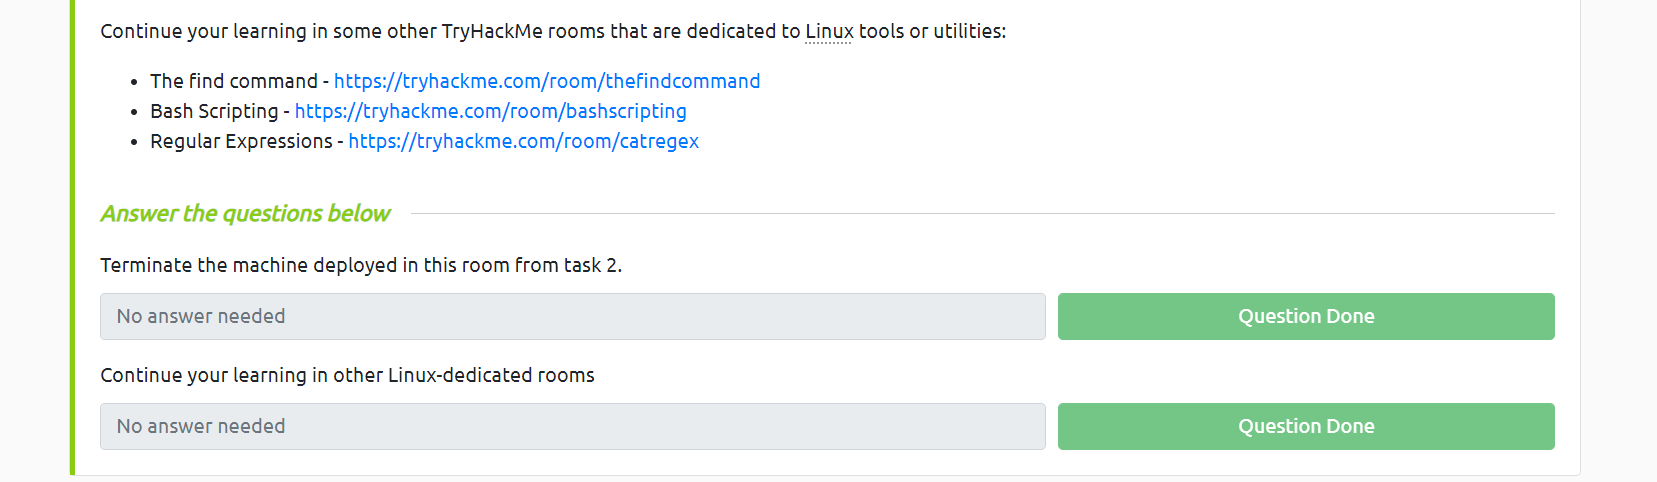 Continue your learning in some other TryHackMe rooms that are dedicated to Linux tools or utilities:
• The find command - https://tryhackme.com/room/thefindcommand
• Bash Scripting - https://tryhackme.com/room/bashscripting
• Regular Expressions - https://tryhackme.com/room/catregex
Answer the questions below
Terminate the machine deployed in this room from task 2.
No answer needed
Question Done
Continue your learning in other Linux-dedicated rooms
No answer needed
Question Done